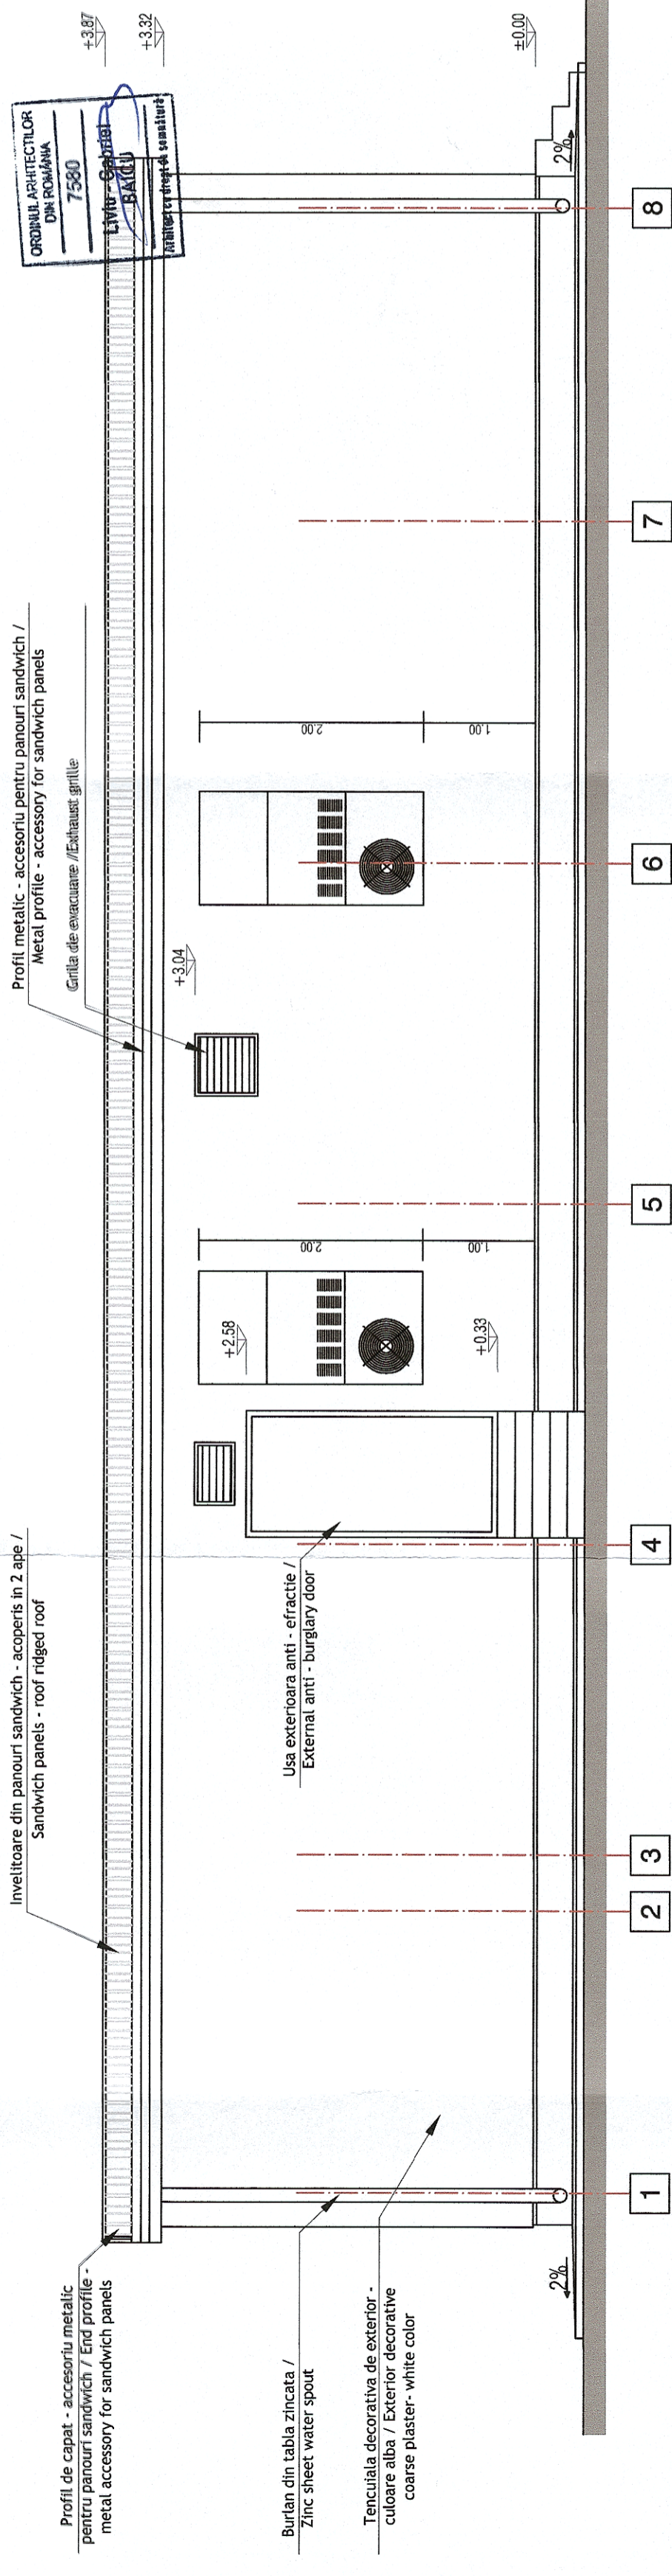 Profil de capat - accesoriu metalic
pentru panouri sandwich / End profile -
metal accessory for sandwich panels
Invelitoare din panouri sandwich - acoperis in 2 ape /
Sandwich panels - roof ridged roof
Profil metalic - accesoriu pentru panouri sandwich /
Metal profile - accessory for sandwich panels
Grila de evacuare /Exhaust grille
ORDINUL ARHITECTILOR
DIN ROMÂNIA
7580
Liviu - Gabriel
BAICU
Arhitect cu drept de semnătură
+3.87
+3.32
±0.00
+3.04
2.00
1.00
2.00
1.00
+2.58
+0.33
Usa exterioara anti - efractie /
External anti - burglary door
Burlan din tabla zincata /
Zinc sheet water spout
Tencuiala decorativa de exterior -
culoare alba / Exterior decorative
coarse plaster- white color
2%
2%
1
2
3
4
5
6
7
8